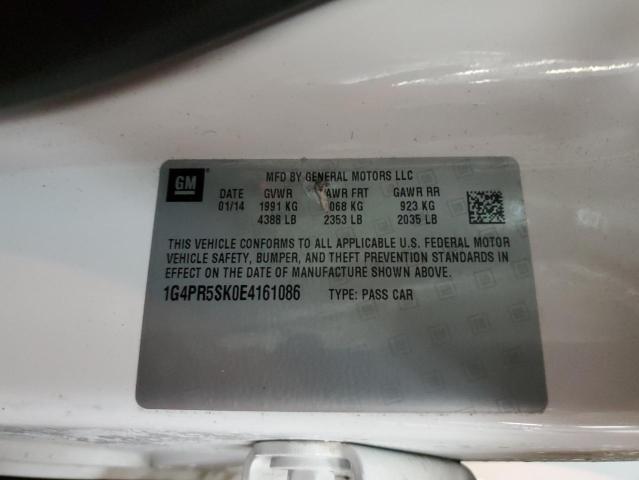 GM
MFD BY GENERAL MOTORS LLC
DATE GVWR AWR FRT GAWR RR
01/14 1991 KG 068 KG 923 KG
4388 LB 2353 LB 2035 LB
THIS VEHICLE CONFORMS TO ALL APPLICABLE U.S. FEDERAL MOTOR
VEHICLE SAFETY, BUMPER, AND THEFT PREVENTION STANDARDS IN
EFFECT ON THE DATE OF MANUFACTURE SHOWN ABOVE.
1G4PR5SK0E4161086 TYPE: PASS CAR